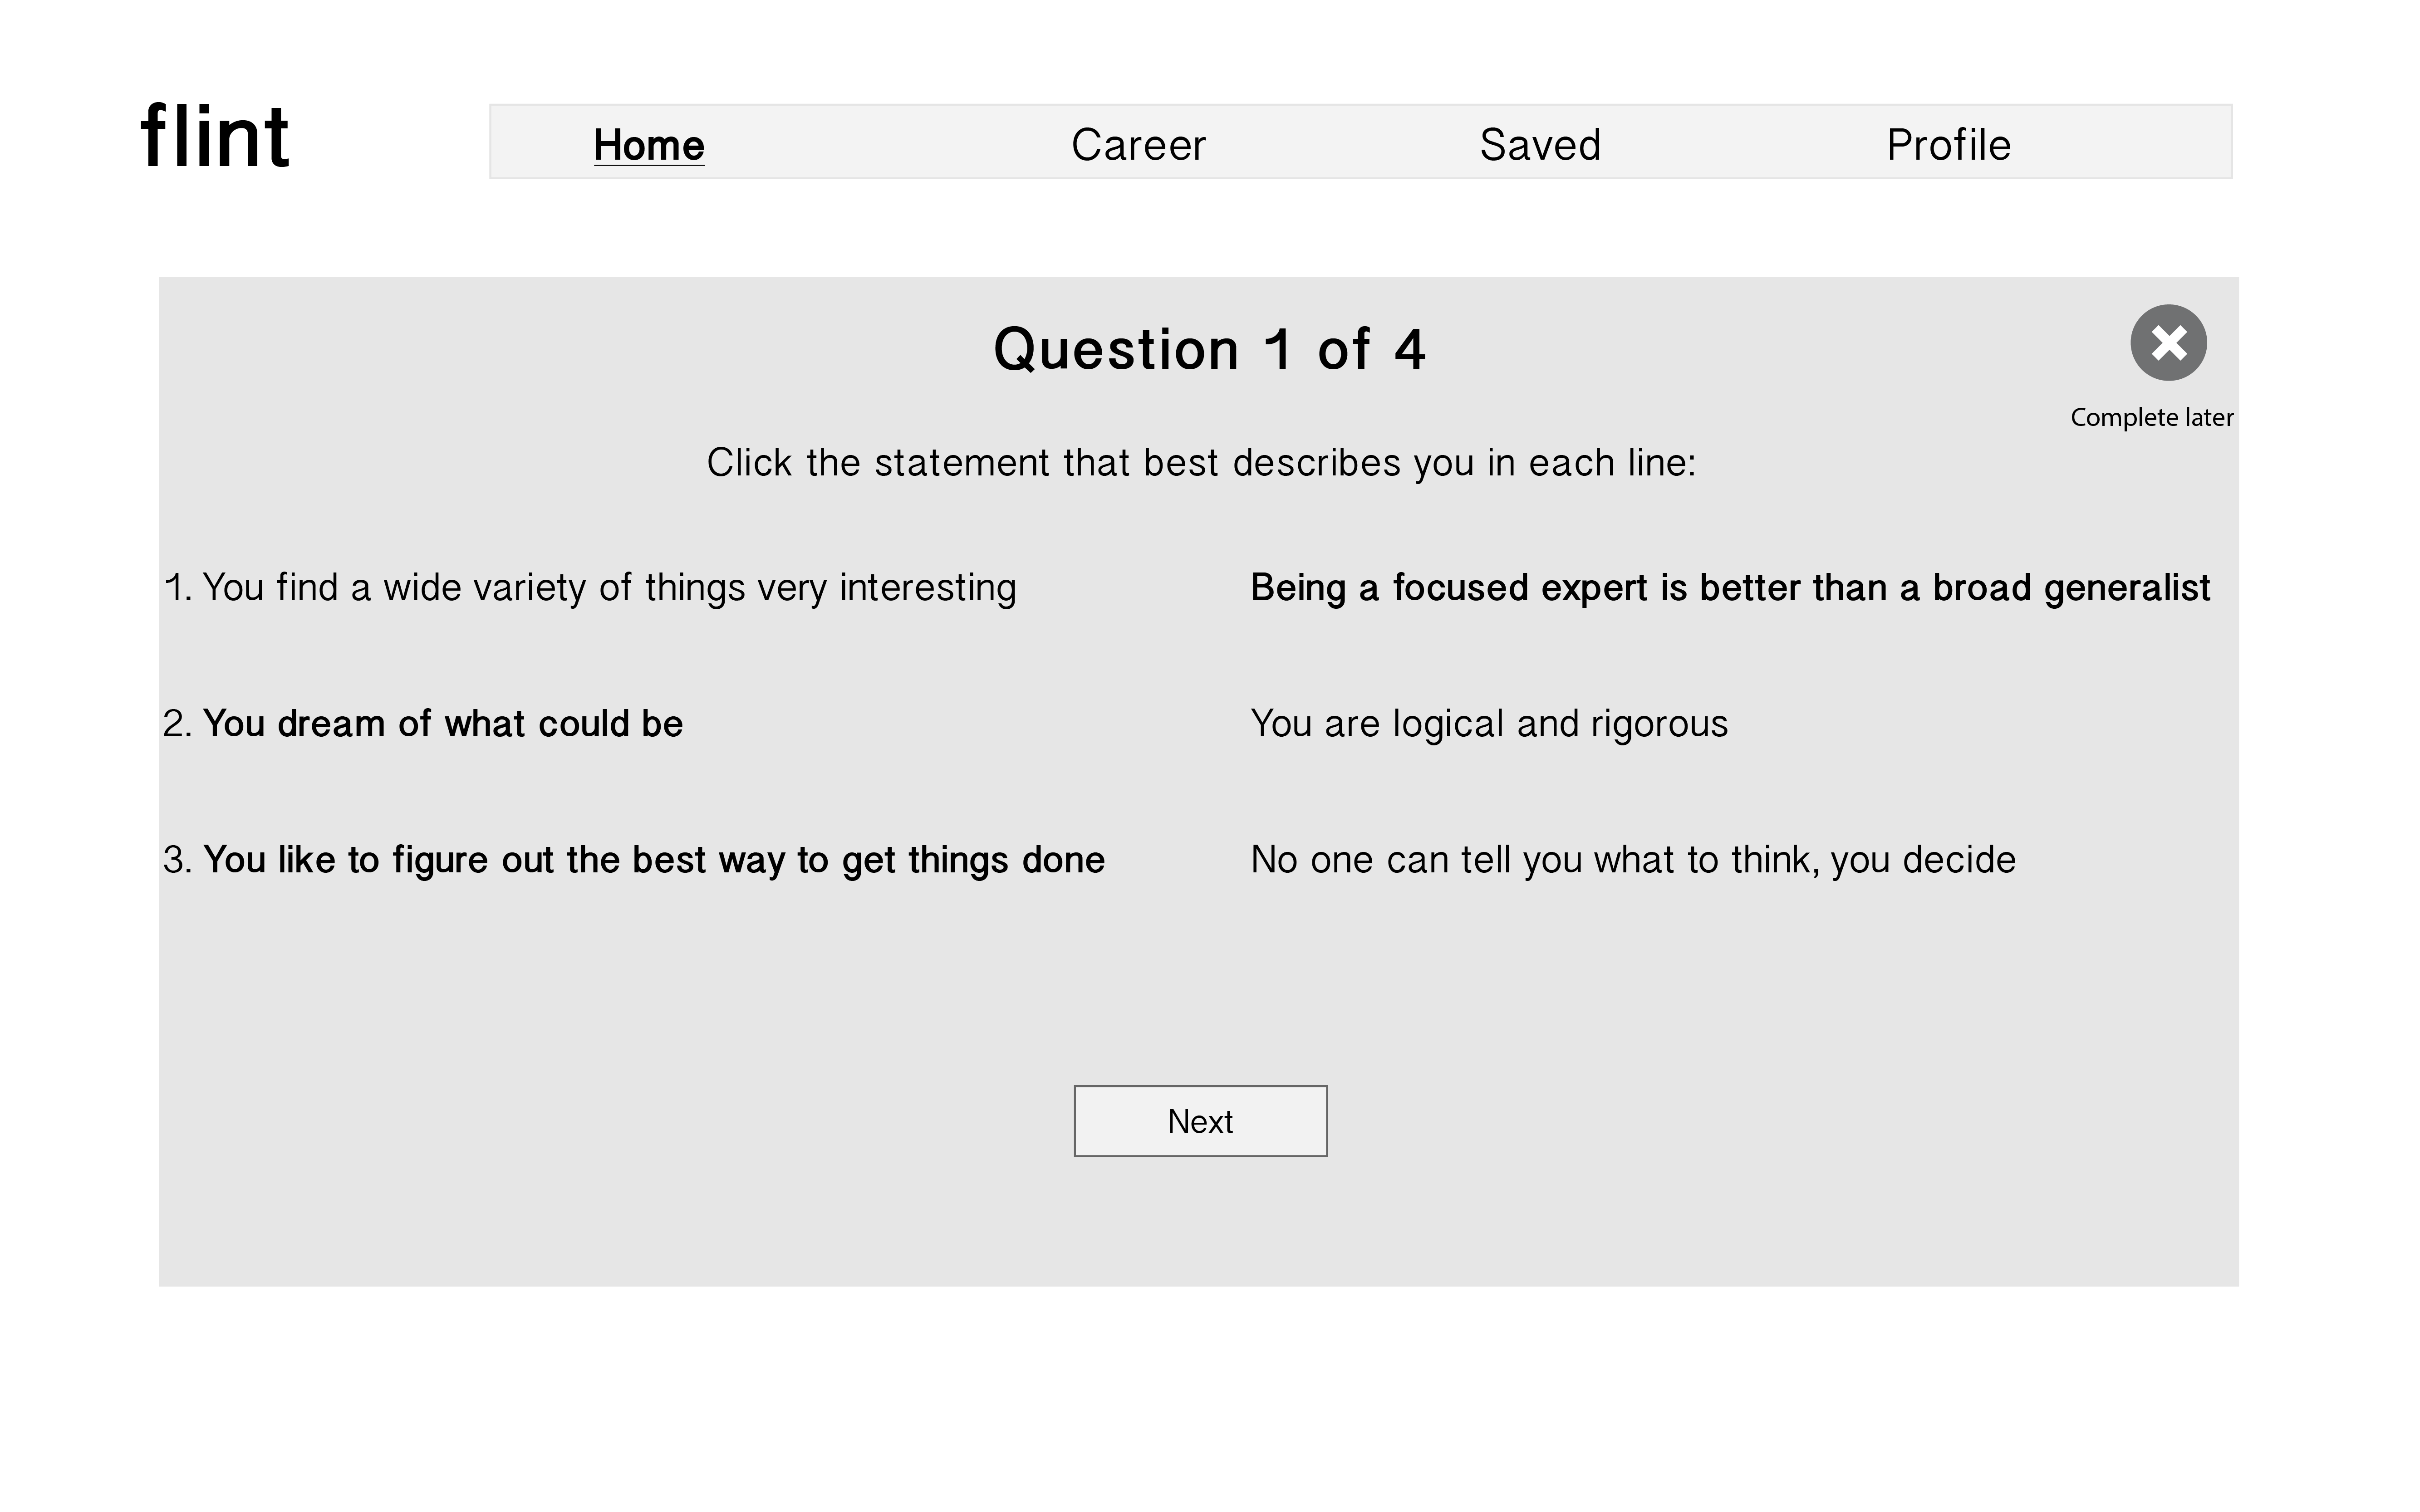 flint
Home Career Saved Profile
Question 1 of 4
Complete later
Click the statement that best describes you in each line:
1. You find a wide variety of things very interesting Being a focused expert is better than a broad generalist
2. You dream of what could be You are logical and rigorous
3. You like to figure out the best way to get things done No one can tell you what to think, you decide
Next